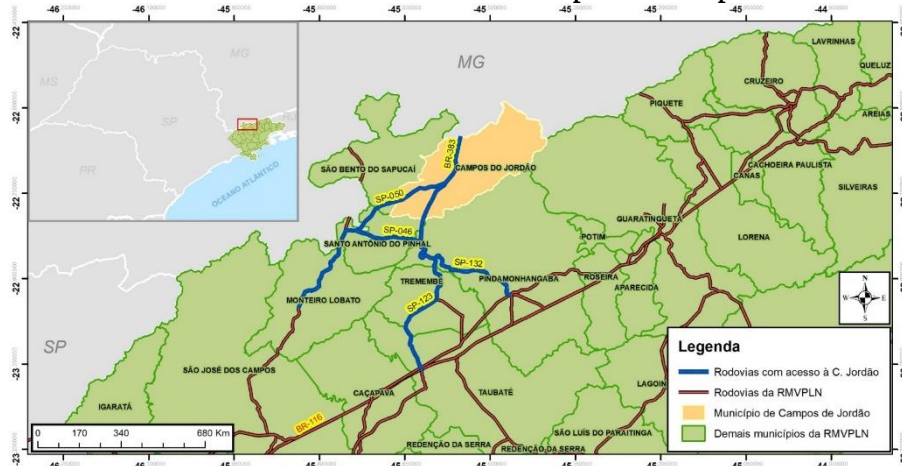 MG
MS
MG
SP
PR
OCEANO ATLÂNTICO
LAVRINHAS
QUELUZ
CRUZEIRO
PIQUETE
AREIAS
CACHOEIRA PAULISTA
CANAS
SILVEIRAS
BR-383
CAMPOS DO JORDÃO
SÃO BENTO DO SAPUCAÍ
SP-050
SP-046
SANTO ANTÔNIO DO PINHAL
GUARATINGUETÁ
LORENA
POTIM
SP-132
PINDAMONHANGABA
ROSEIRA
APARECIDA
TREMEMBÉ
MONTEIRO LOBATO
SP-123
SP
SÃO JOSÉ DOS CAMPOS
CAÇAPAVA
TAUBATÉ
LAGOIN
IGARATÁ
BR-116
SÃO LUÍS DO PARAITINGA
REDENÇÃO DA SERRA
REDENÇÃO DA SERRA
N
W E
S
Legenda
Rodovias com acesso à C. Jordão
Rodovias da RMVPLN
Município de Campos de Jordão
Demais municípios da RMVPLN
0 170 340 680 Km